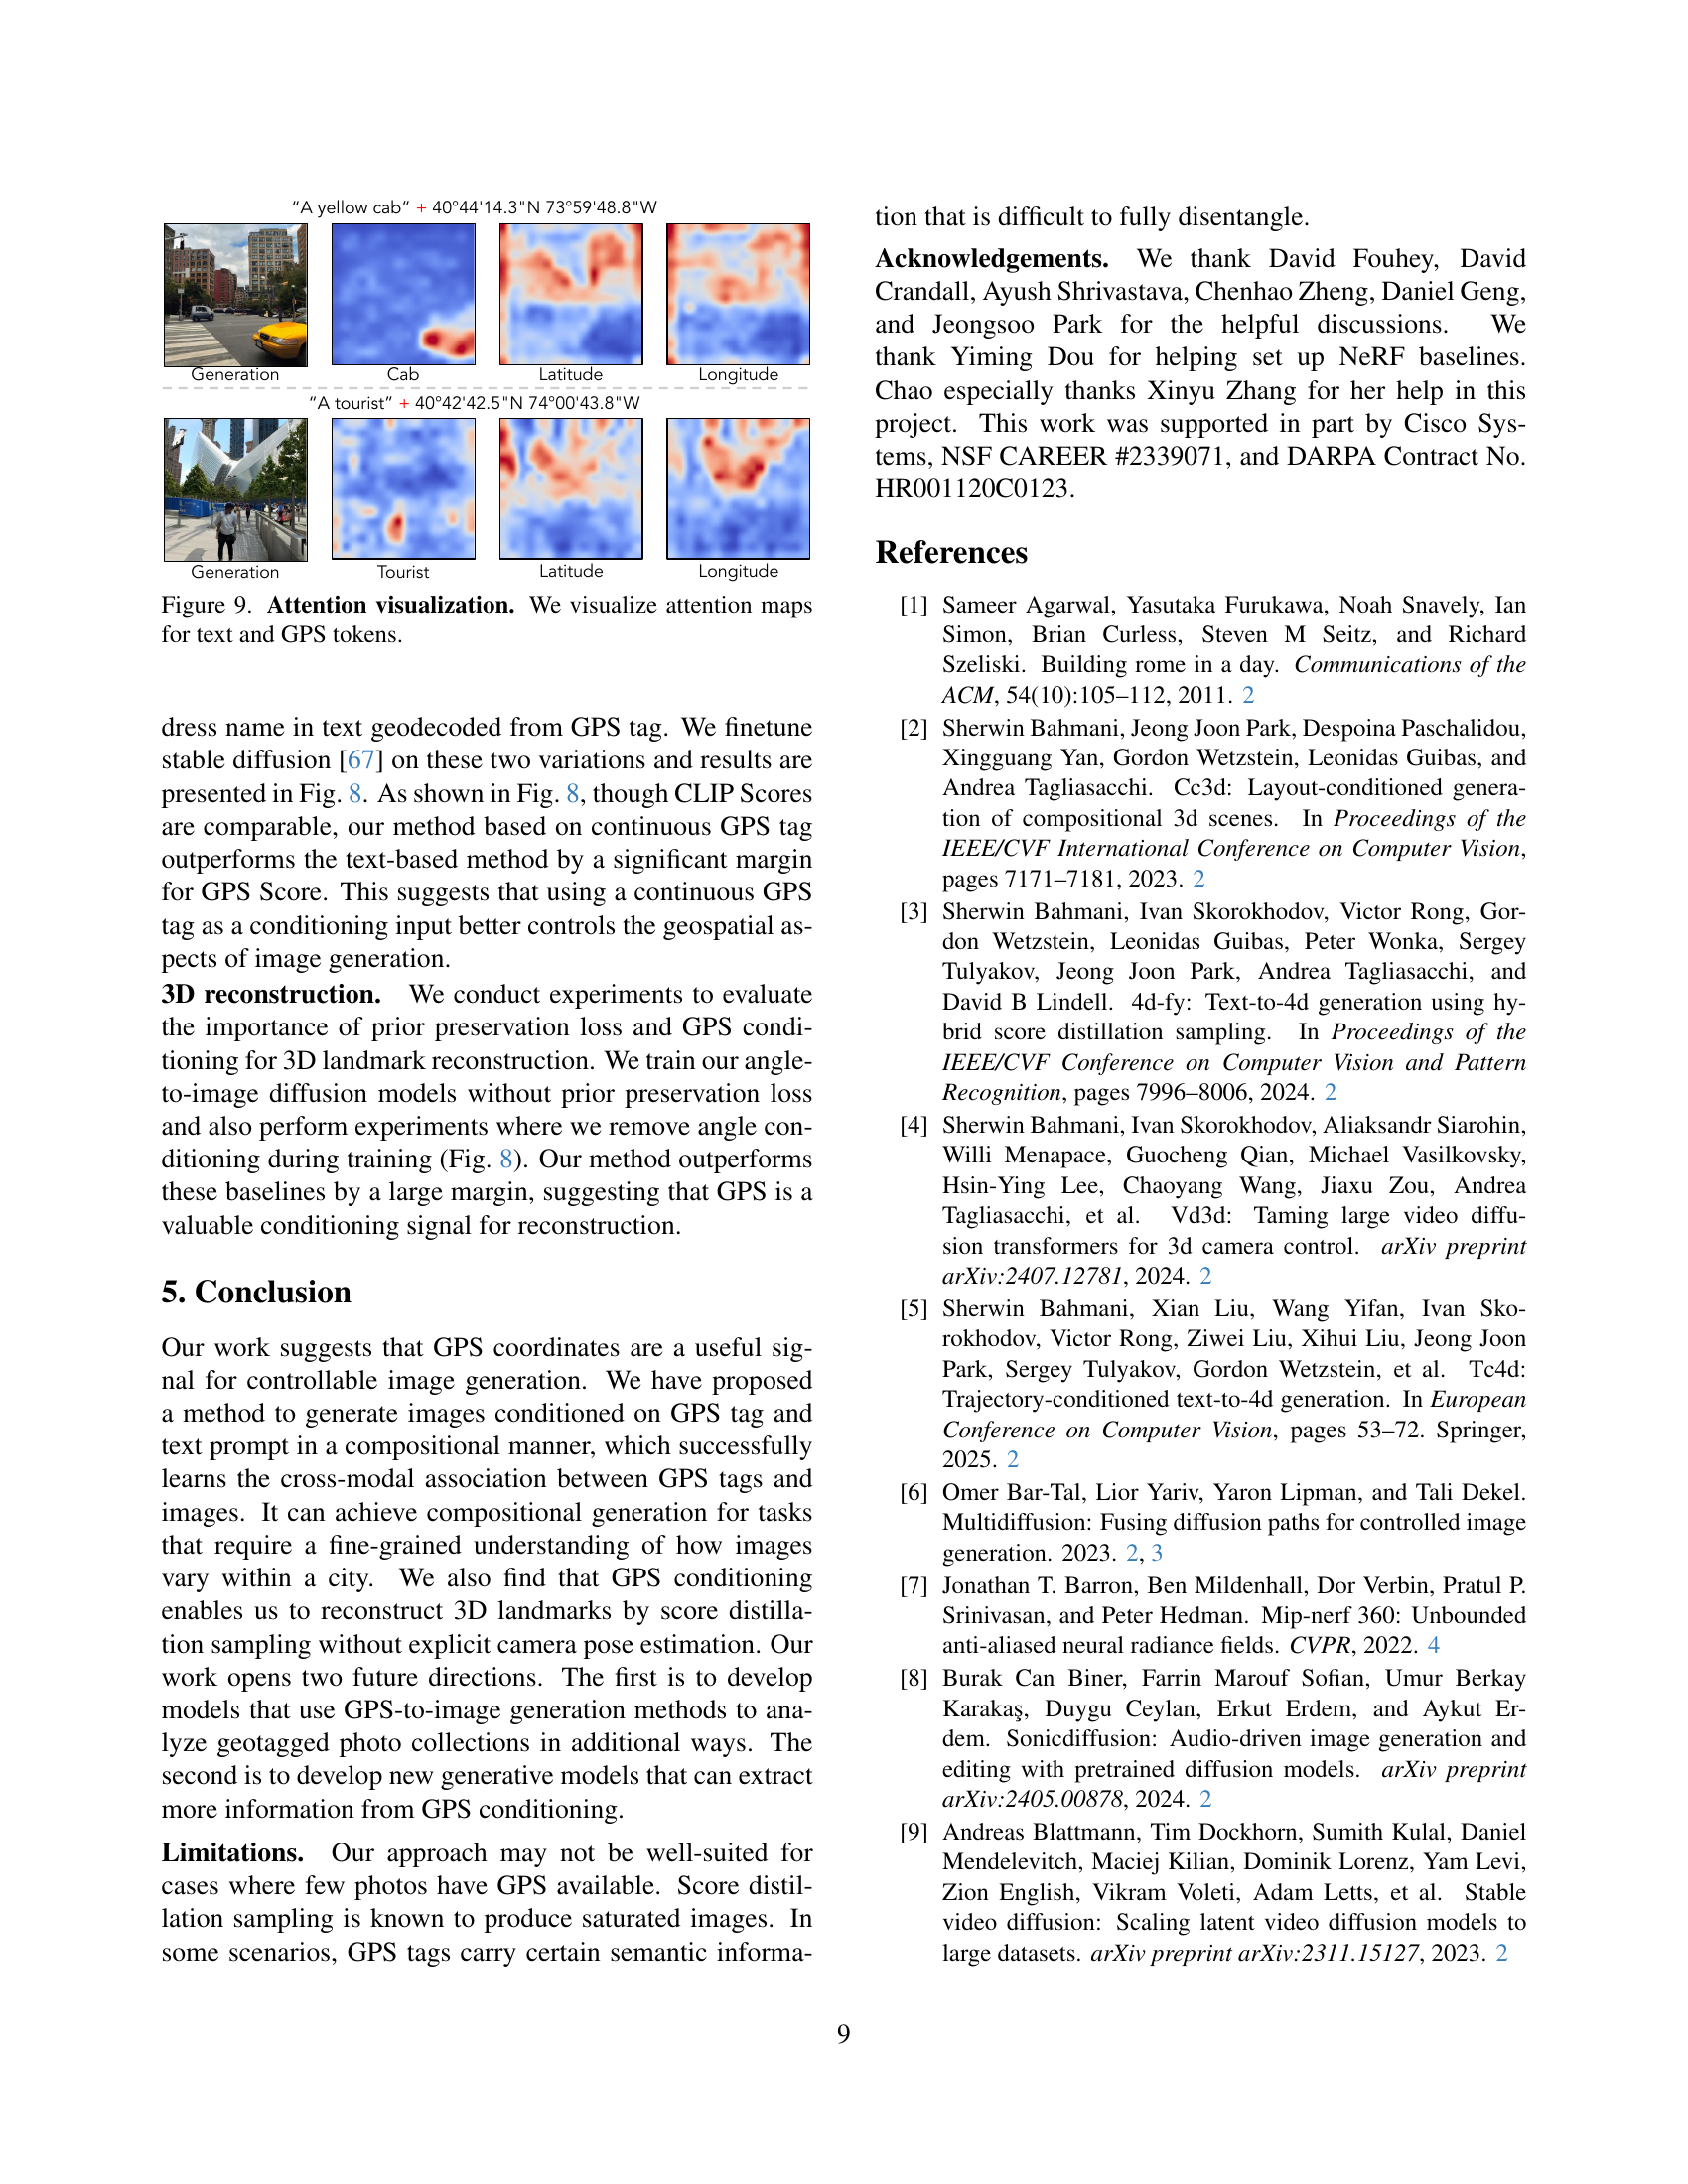 “A yellow cab” + 40°44'14.3"N 73°59'48.8"W
Generation Cab Latitude Longitude
“A tourist” + 40°42'42.5"N 74°00'43.8"W
Generation Tourist Latitude Longitude
Figure 9. Attention visualization. We visualize attention maps
for text and GPS tokens.
dress name in text geodecoded from GPS tag. We finetune
stable diffusion [67] on these two variations and results are
presented in Fig. 8. As shown in Fig. 8, though CLIP Scores
are comparable, our method based on continuous GPS tag
outperforms the text-based method by a significant margin
for GPS Score. This suggests that using a continuous GPS
tag as a conditioning input better controls the geospatial as-
pects of image generation.
3D reconstruction. We conduct experiments to evaluate
the importance of prior preservation loss and GPS condi-
tioning for 3D landmark reconstruction. We train our angle-
to-image diffusion models without prior preservation loss
and also perform experiments where we remove angle con-
ditioning during training (Fig. 8). Our method outperforms
these baselines by a large margin, suggesting that GPS is a
valuable conditioning signal for reconstruction.
5. Conclusion
Our work suggests that GPS coordinates are a useful sig-
nal for controllable image generation. We have proposed
a method to generate images conditioned on GPS tag and
text prompt in a compositional manner, which successfully
learns the cross-modal association between GPS tags and
images. It can achieve compositional generation for tasks
that require a fine-grained understanding of how images
vary within a city. We also find that GPS conditioning
enables us to reconstruct 3D landmarks by score distilla-
tion sampling without explicit camera pose estimation. Our
work opens two future directions. The first is to develop
models that use GPS-to-image generation methods to ana-
lyze geotagged photo collections in additional ways. The
second is to develop new generative models that can extract
more information from GPS conditioning.
Limitations. Our approach may not be well-suited for
cases where few photos have GPS available. Score distil-
lation sampling is known to produce saturated images. In
some scenarios, GPS tags carry certain semantic informa-
tion that is difficult to fully disentangle.
Acknowledgements. We thank David Fouhey, David
Crandall, Ayush Shrivastava, Chenhao Zheng, Daniel Geng,
and Jeongsoo Park for the helpful discussions. We
thank Yiming Dou for helping set up NeRF baselines.
Chao especially thanks Xinyu Zhang for her help in this
project. This work was supported in part by Cisco Sys-
tems, NSF CAREER #2339071, and DARPA Contract No.
HR001120C0123.
References
[1] Sameer Agarwal, Yasutaka Furukawa, Noah Snavely, Ian
Simon, Brian Curless, Steven M Seitz, and Richard
Szeliski. Building rome in a day. Communications of the
ACM, 54(10):105–112, 2011. 2
[2] Sherwin Bahmani, Jeong Joon Park, Despoina Paschalidou,
Xingguang Yan, Gordon Wetzstein, Leonidas Guibas, and
Andrea Tagliasacchi. Cc3d: Layout-conditioned genera-
tion of compositional 3d scenes. In Proceedings of the
IEEE/CVF International Conference on Computer Vision,
pages 7171–7181, 2023. 2
[3] Sherwin Bahmani, Ivan Skorokhodov, Victor Rong, Gor-
don Wetzstein, Leonidas Guibas, Peter Wonka, Sergey
Tulyakov, Jeong Joon Park, Andrea Tagliasacchi, and
David B Lindell. 4d-fy: Text-to-4d generation using hy-
brid score distillation sampling. In Proceedings of the
IEEE/CVF Conference on Computer Vision and Pattern
Recognition, pages 7996–8006, 2024. 2
[4] Sherwin Bahmani, Ivan Skorokhodov, Aliaksandr Siarohin,
Willi Menapace, Guocheng Qian, Michael Vasilkovsky,
Hsin-Ying Lee, Chaoyang Wang, Jiaxu Zou, Andrea
Tagliasacchi, et al. Vd3d: Taming large video diffu-
sion transformers for 3d camera control. arXiv preprint
arXiv:2407.12781, 2024. 2
[5] Sherwin Bahmani, Xian Liu, Wang Yifan, Ivan Sko-
rokhodov, Victor Rong, Ziwei Liu, Xihui Liu, Jeong Joon
Park, Sergey Tulyakov, Gordon Wetzstein, et al. Tc4d:
Trajectory-conditioned text-to-4d generation. In European
Conference on Computer Vision, pages 53–72. Springer,
2025. 2
[6] Omer Bar-Tal, Lior Yariv, Yaron Lipman, and Tali Dekel.
Multidiffusion: Fusing diffusion paths for controlled image
generation. 2023. 2, 3
[7] Jonathan T. Barron, Ben Mildenhall, Dor Verbin, Pratul P.
Srinivasan, and Peter Hedman. Mip-nerf 360: Unbounded
anti-aliased neural radiance fields. CVPR, 2022. 4
[8] Burak Can Biner, Farrin Marouf Sofian, Umur Berkay
Karakaş, Duygu Ceylan, Erkut Erdem, and Aykut Er-
dem. Sonicdiffusion: Audio-driven image generation and
editing with pretrained diffusion models. arXiv preprint
arXiv:2405.00878, 2024. 2
[9] Andreas Blattmann, Tim Dockhorn, Sumith Kulal, Daniel
Mendelevitch, Maciej Kilian, Dominik Lorenz, Yam Levi,
Zion English, Vikram Voleti, Adam Letts, et al. Stable
video diffusion: Scaling latent video diffusion models to
large datasets. arXiv preprint arXiv:2311.15127, 2023. 2
9